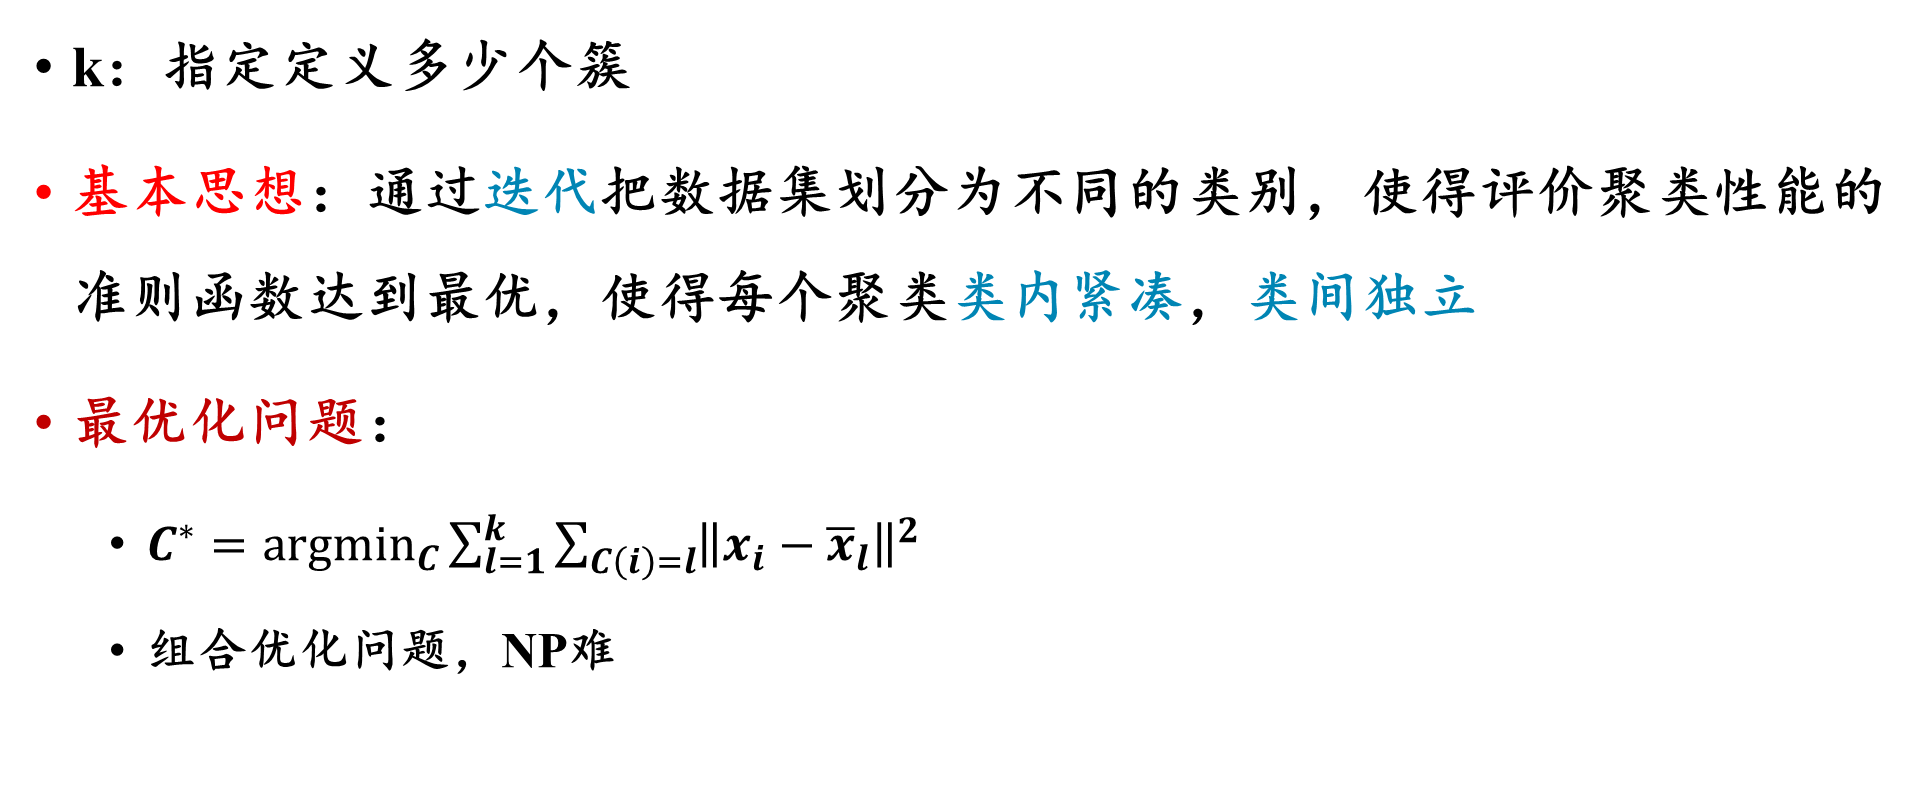 • k：指定定义多少个簇
• 基本思想：通过迭代把数据集划分为不同的类别，使得评价聚类性能的
准则函数达到最优，使得每个聚类类内紧凑，类间独立
• 最优化问题：
• C* = argmin_C ∑_{l=1}^{k} ∑_{C(i)=l} ‖x_i − x̄_l‖²
• 组合优化问题，NP难